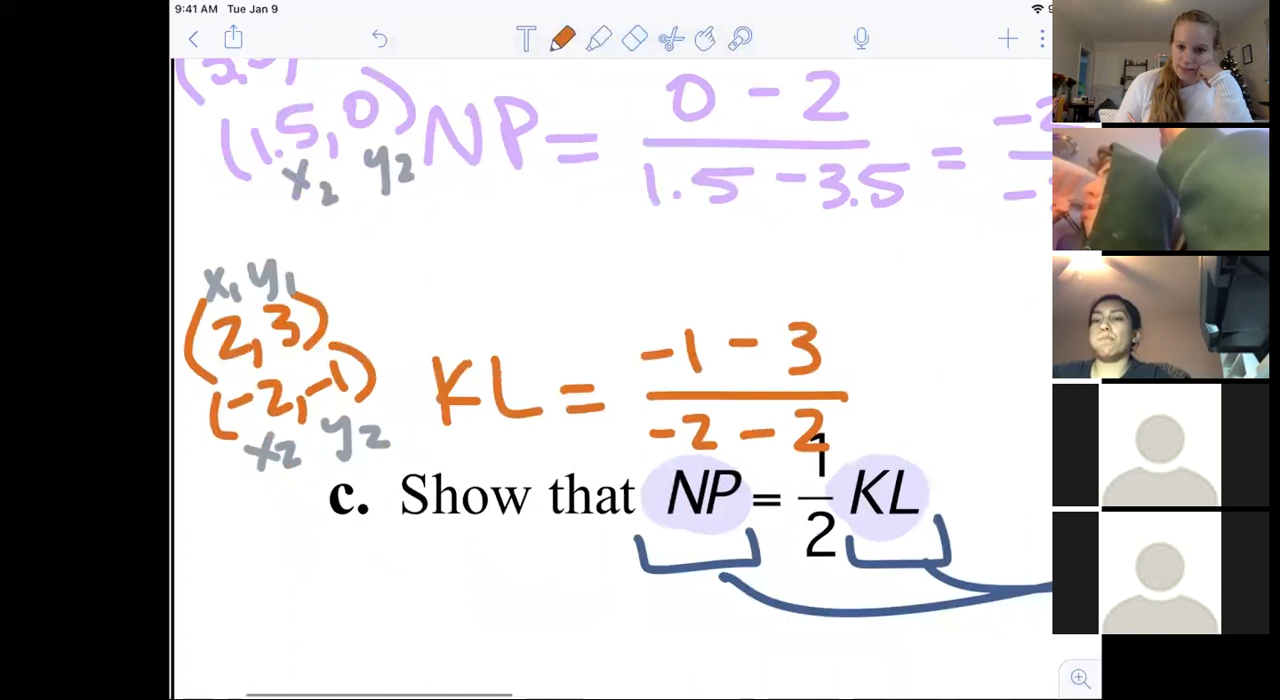 9:41 AM Tue Jan 9
(1.5, 0)
x2 y2
NP = 0 - 2 / 1.5 - 3.5 =
x1 y1
(2, 3)
(-2, -1)
x2 y2
KL = -1 - 3 / -2 - 2
c. Show that NP = 1/2 KL